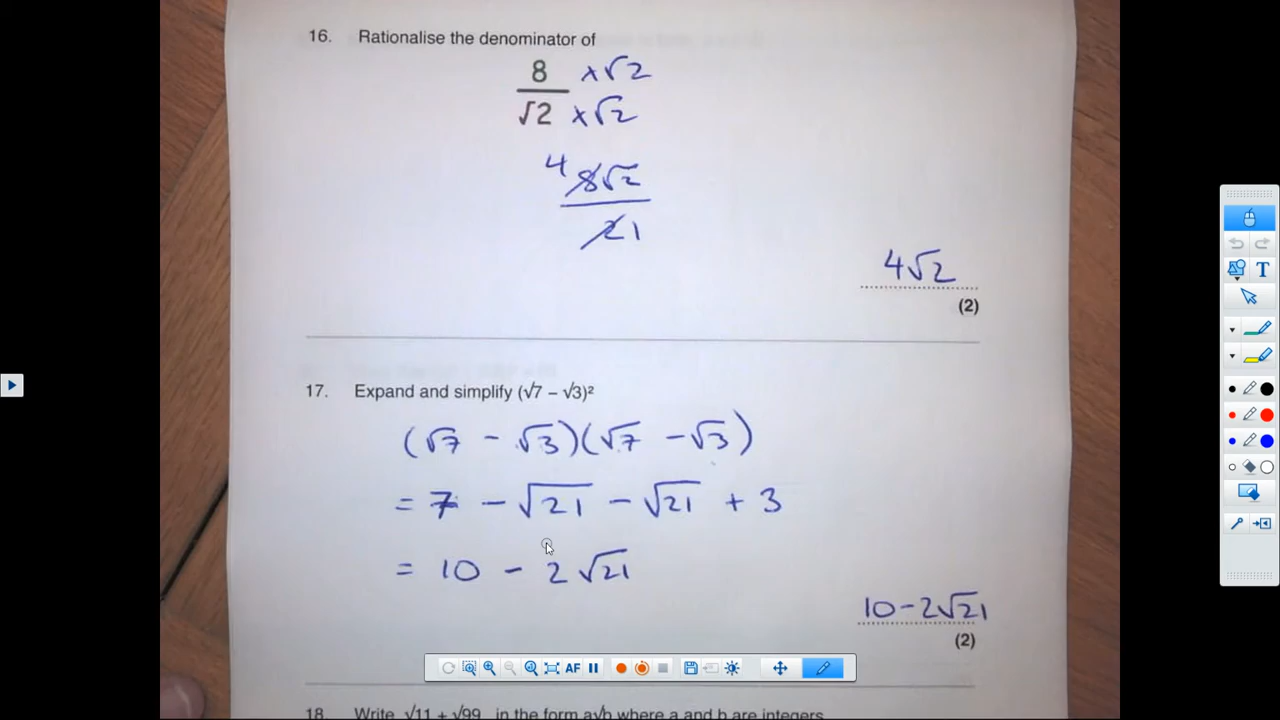 16. Rationalise the denominator of
8 ×√2
√2 ×√2
4 8√2
2 1
4√2
(2)
17. Expand and simplify (√7 – √3)²
(√7 - √3)(√7 - √3)
= 7 - √21 - √21 + 3
= 10 - 2√21
10-2√21
(2)
AF
T
18. Write √11 + √99 in the form a√b where a and b are integers